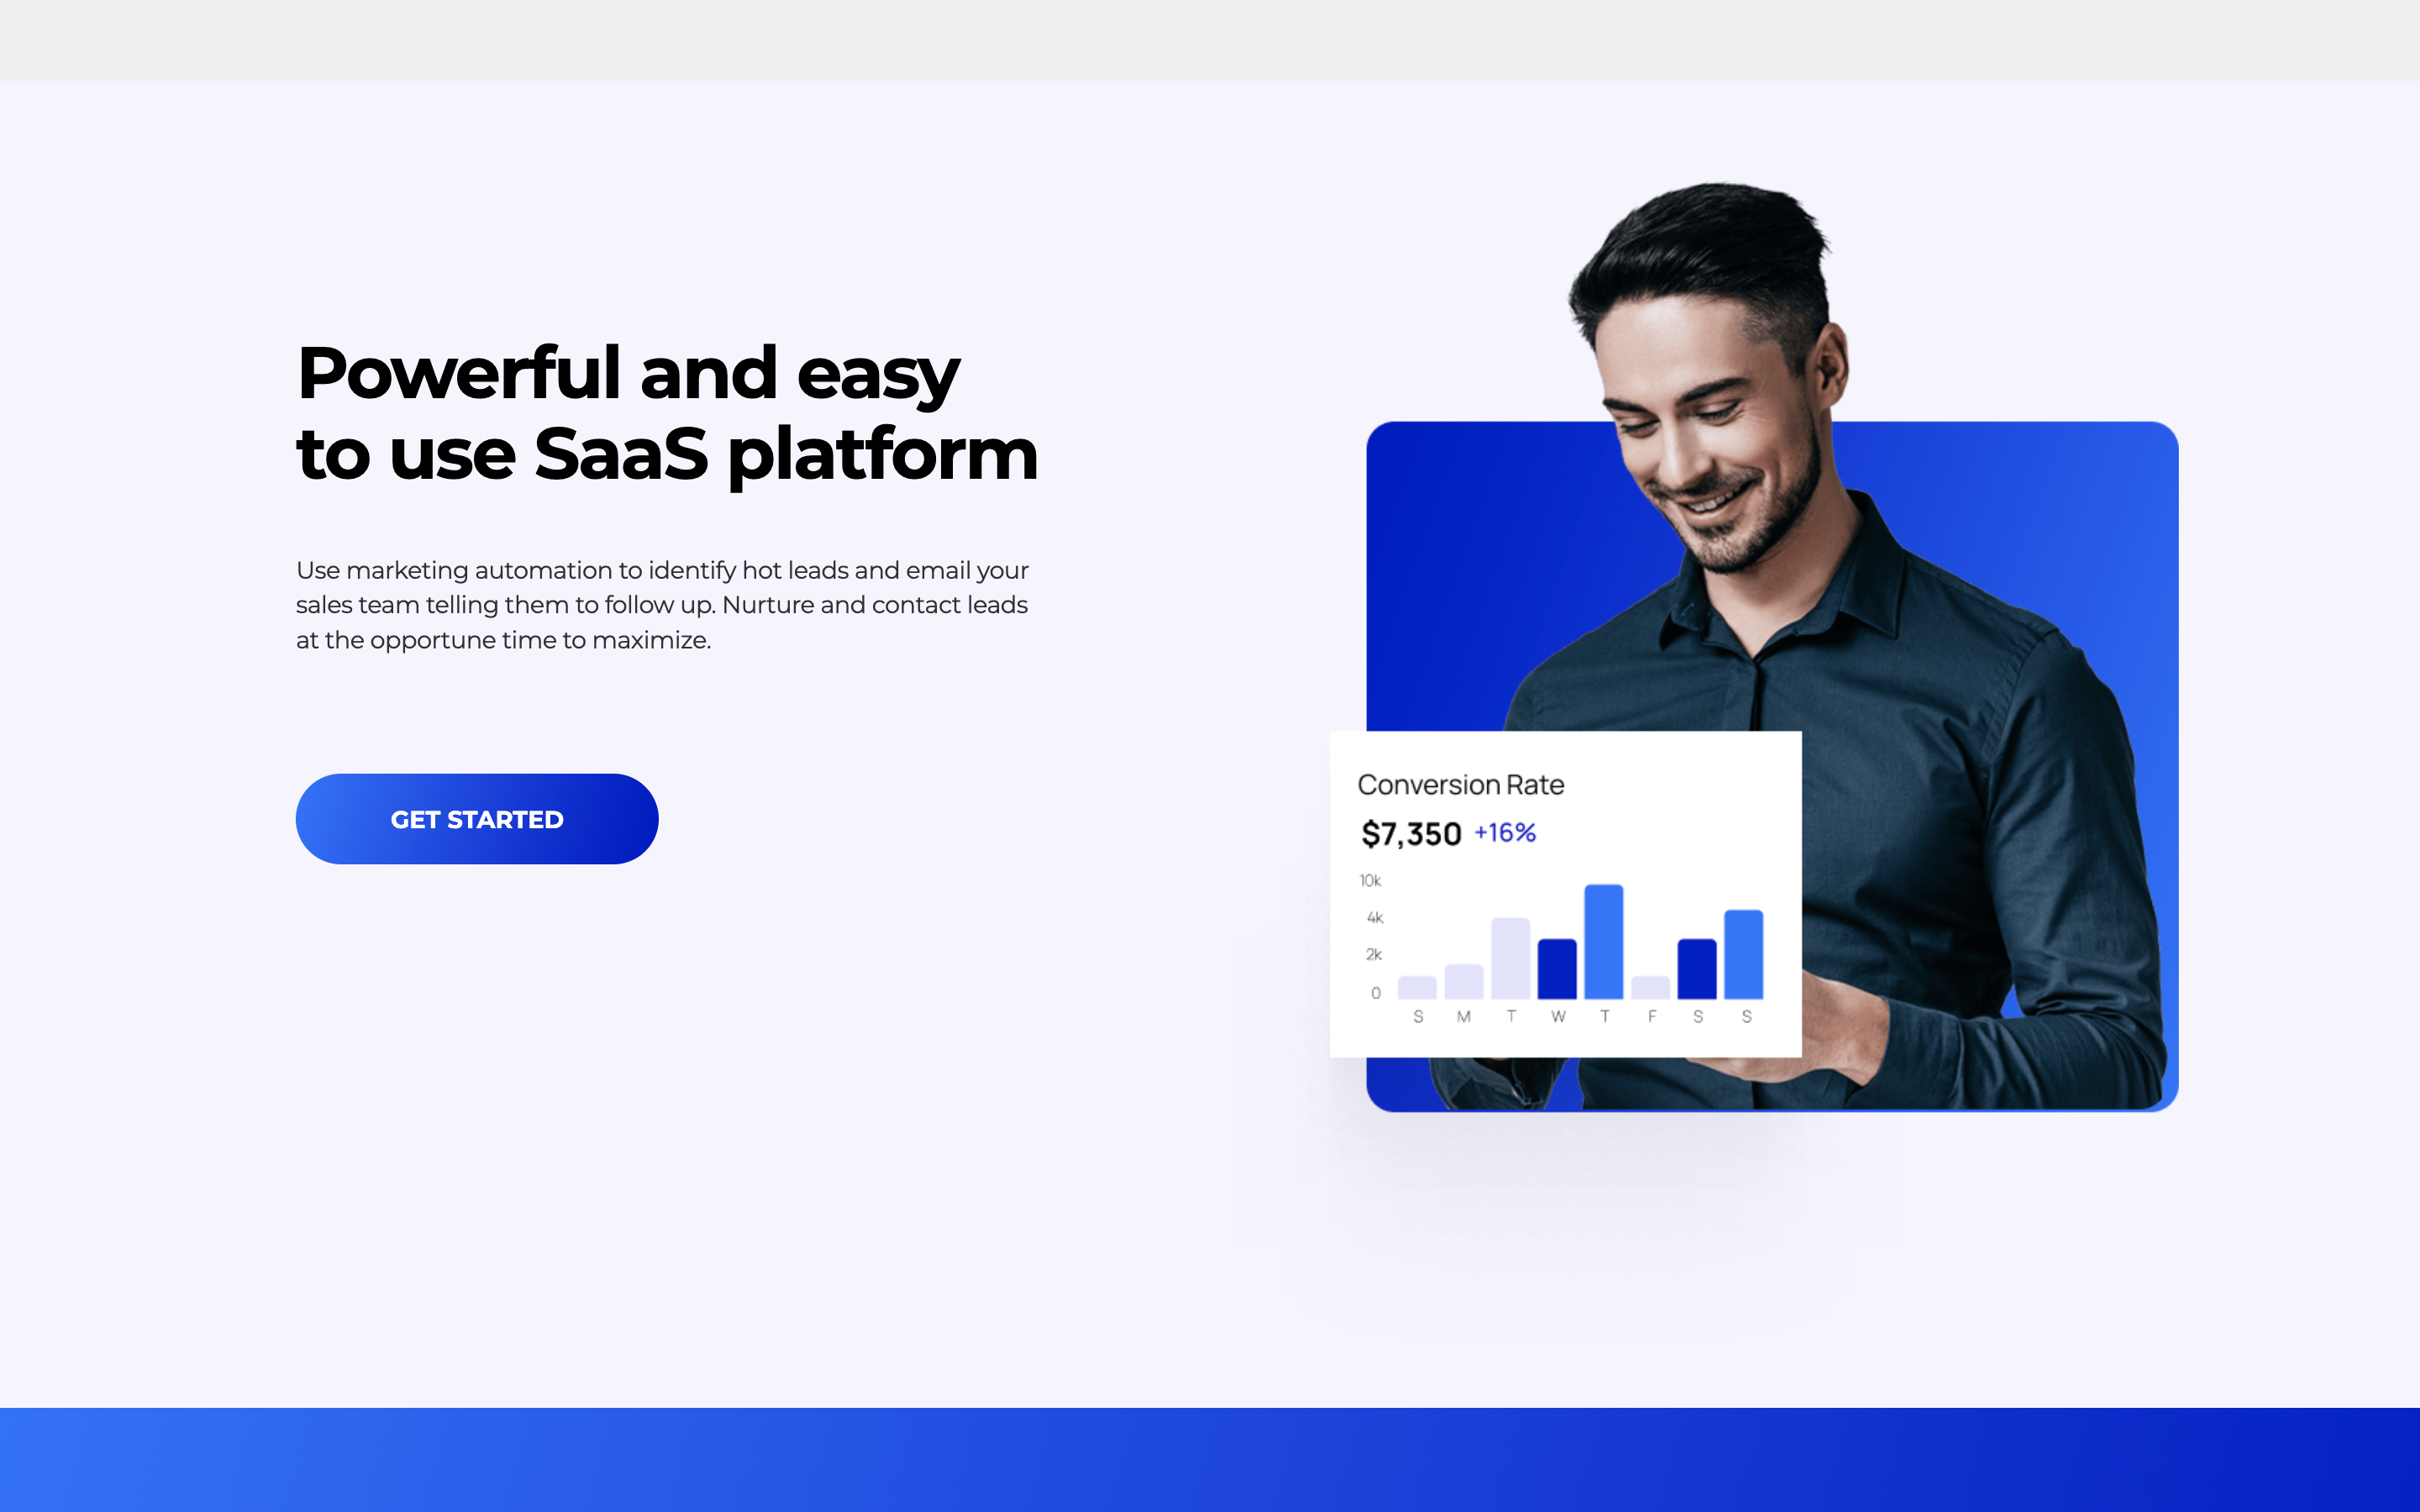 Powerful and easy
to use SaaS platform
Use marketing automation to identify hot leads and email your
sales team telling them to follow up. Nurture and contact leads
at the opportune time to maximize.
GET STARTED
Conversion Rate
$7,350 +16%
10k
4k
2k
0
S M T W T F S S